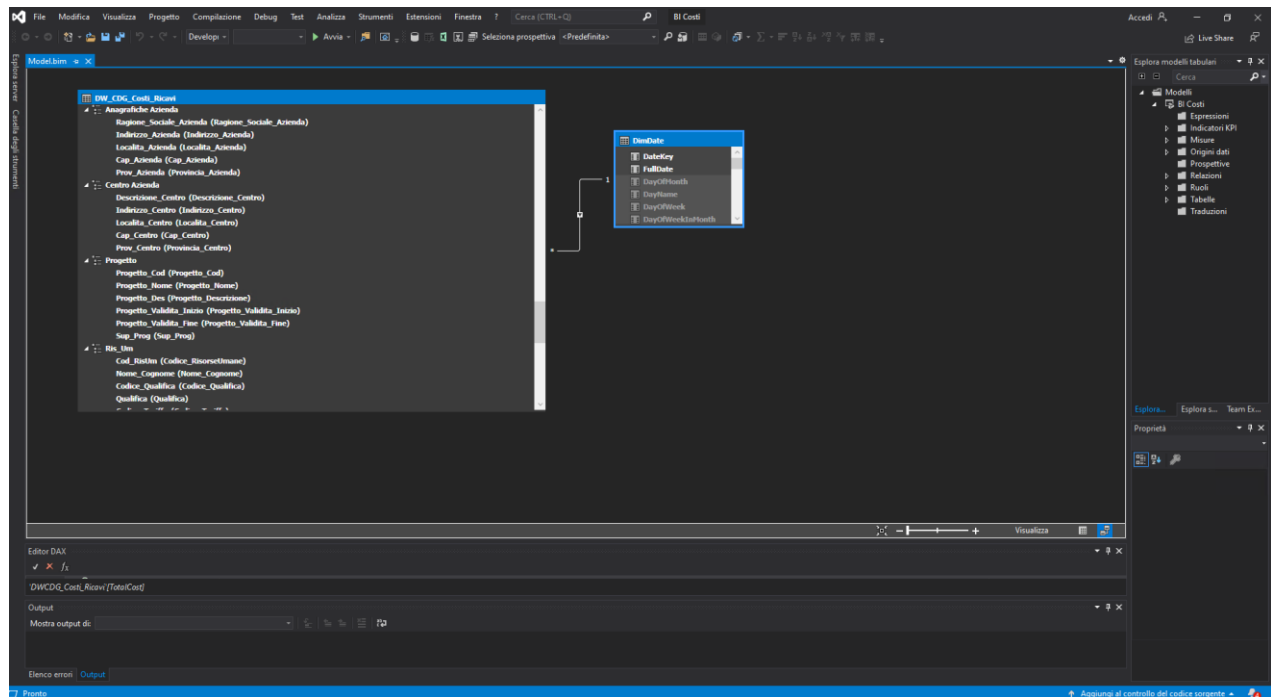 File Modifica Visualizza Progetto Compilazione Debug Test Analizza Strumenti Estensioni Finestra ? Cerca (CTRL+Q) BI Costi Accedi
Developi Avvia Seleziona prospettiva <Predefinita> Live Share
Esplora server
Casella degli strumenti
Model.bim
DW_CDG_Costi_Ricavi
Anagrafiche Azienda
Ragione_Sociale_Azienda (Ragione_Sociale_Azienda)
Indirizzo_Azienda (Indirizzo_Azienda)
Localita_Azienda (Localita_Azienda)
Cap_Azienda (Cap_Azienda)
Prov_Azienda (Provincia_Azienda)
Centro Azienda
Descrizione_Centro (Descrizione_Centro)
Indirizzo_Centro (Indirizzo_Centro)
Localita_Centro (Localita_Centro)
Cap_Centro (Cap_Centro)
Prov_Centro (Provincia_Centro)
Progetto
Progetto_Cod (Progetto_Cod)
Progetto_Nome (Progetto_Nome)
Progetto_Des (Progetto_Descrizione)
Progetto_Validita_Inizio (Progetto_Validita_Inizio)
Progetto_Validita_Fine (Progetto_Validita_Fine)
Sup_Prog (Sup_Prog)
Ris_Um
Cod_RisUm (Codice_RisorseUmane)
Nome_Cognome (Nome_Cognome)
Codice_Qualifica (Codice_Qualifica)
Qualifica (Qualifica)
*
1
DimDate
DateKey
FullDate
DayOfMonth
DayName
DayOfWeek
DayOfWeekInMonth
Visualizza
Editor DAX
fx
'DWCDG_Costi_Ricavi'[TotalCost]
Output
Mostra output di:
Elenco errori Output
Esplora modelli tabulari
Cerca
Modelli
BI Costi
Espressioni
Indicatori KPI
Misure
Origini dati
Prospettive
Relazioni
Ruoli
Tabelle
Traduzioni
Esplora... Esplora s... Team Ex...
Proprietà
Pronto Aggiungi al controllo del codice sorgente